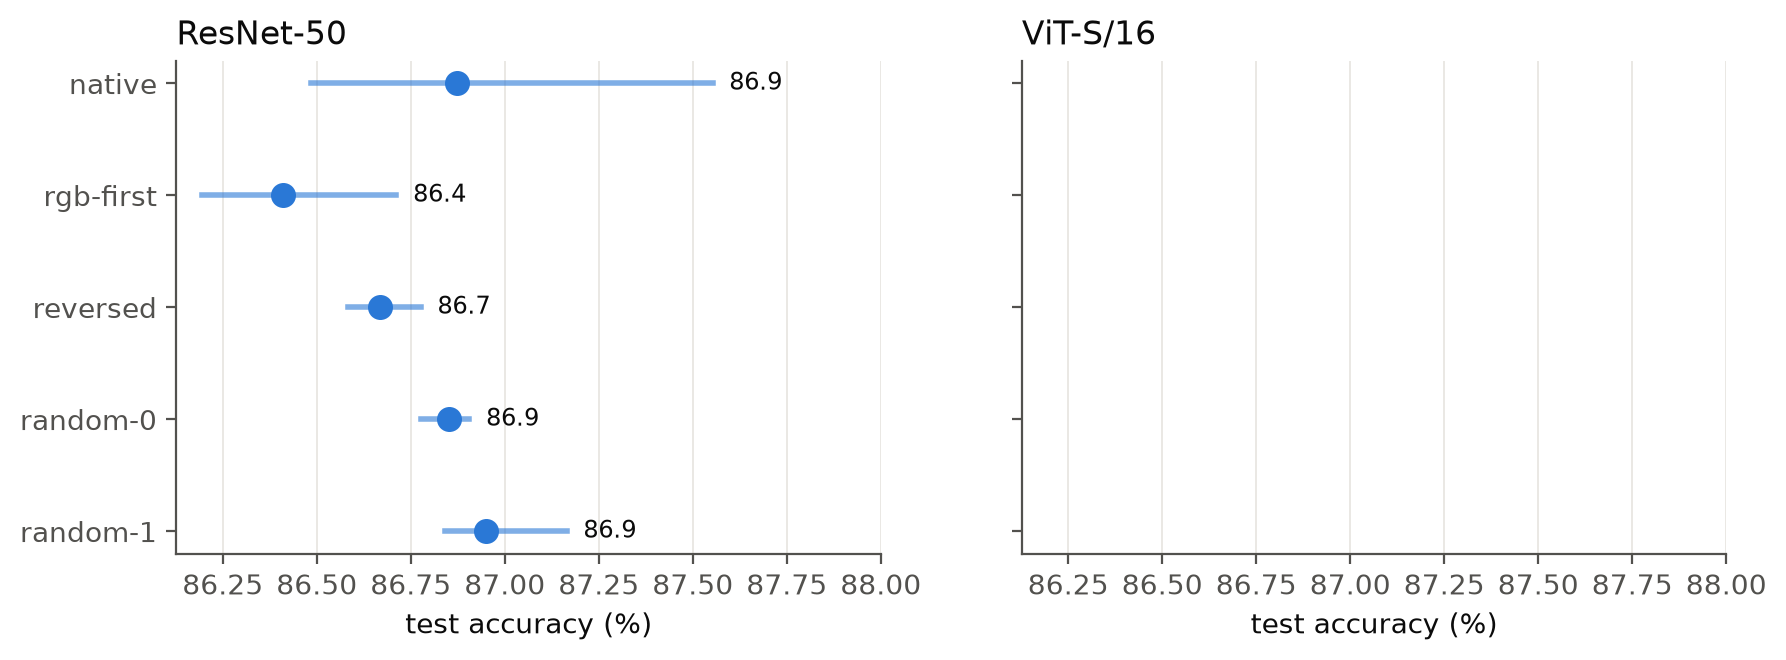 ResNet-50
native
86.9
rgb-first
86.4
reversed
86.7
random-0
86.9
random-1
86.9
86.25 86.50 86.75 87.00 87.25 87.50 87.75 88.00
test accuracy (%)
ViT-S/16
86.25 86.50 86.75 87.00 87.25 87.50 87.75 88.00
test accuracy (%)